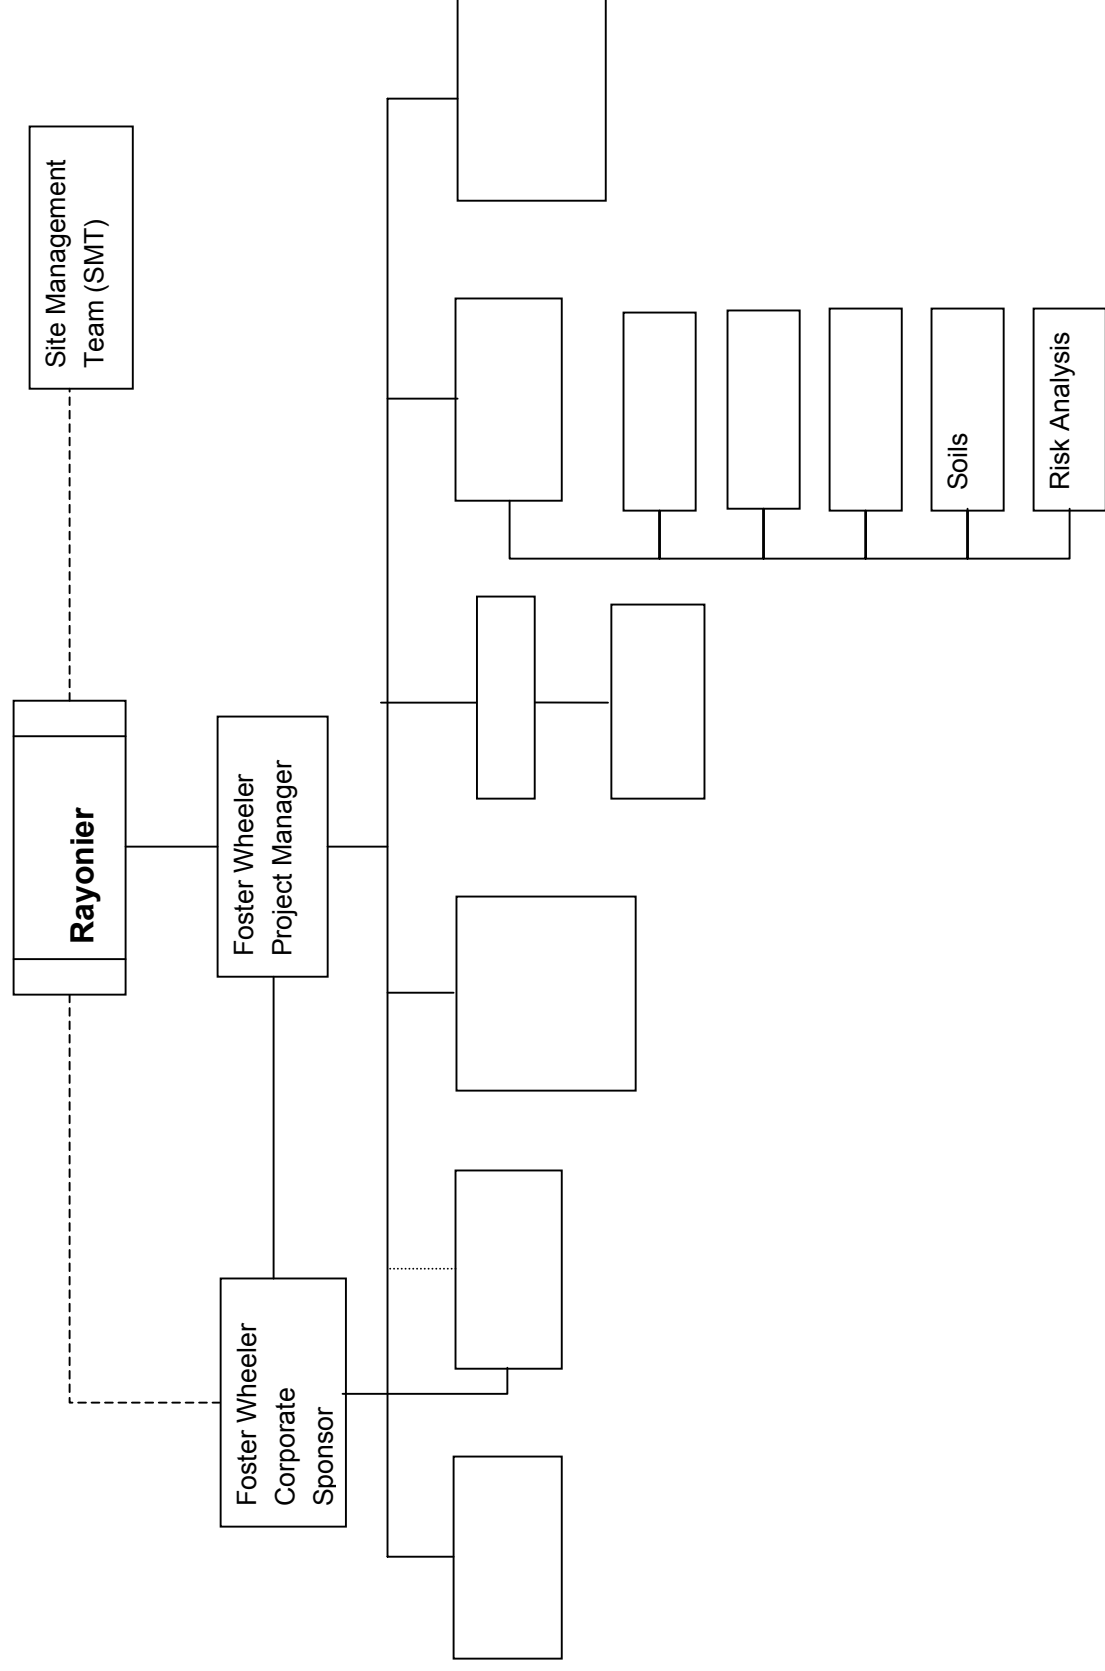 Rayonier
Site Management
Team (SMT)
Foster Wheeler
Corporate
Sponsor
Foster Wheeler
Project Manager
Soils
Risk Analysis